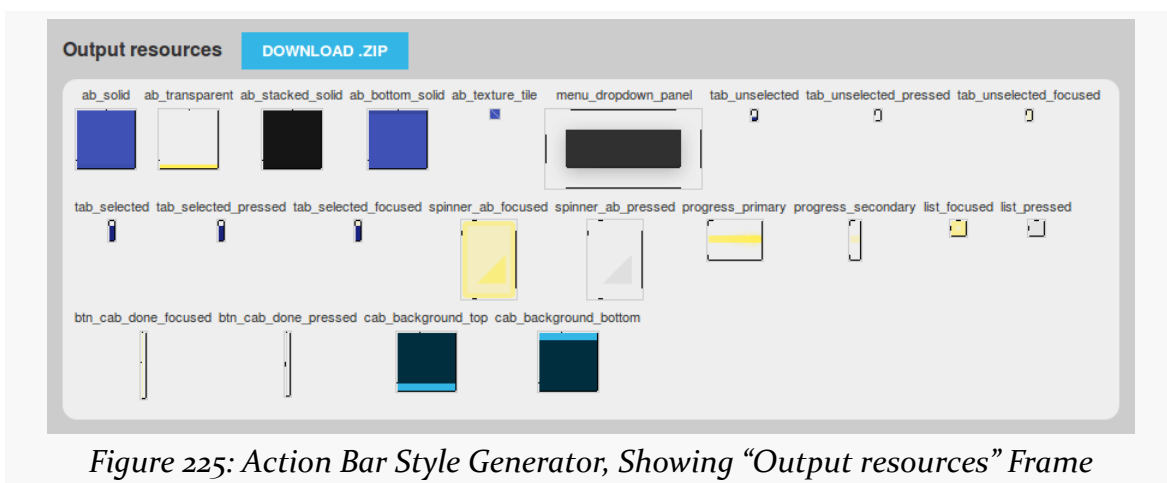 Output resources DOWNLOAD .ZIP
ab_solid ab_transparent ab_stacked_solid ab_bottom_solid ab_texture_tile menu_dropdown_panel tab_unselected tab_unselected_pressed tab_unselected_focused
tab_selected tab_selected_pressed tab_selected_focused spinner_ab_focused spinner_ab_pressed progress_primary progress_secondary list_focused list_pressed
btn_cab_done_focused btn_cab_done_pressed cab_background_top cab_background_bottom
Figure 225: Action Bar Style Generator, Showing “Output resources” Frame